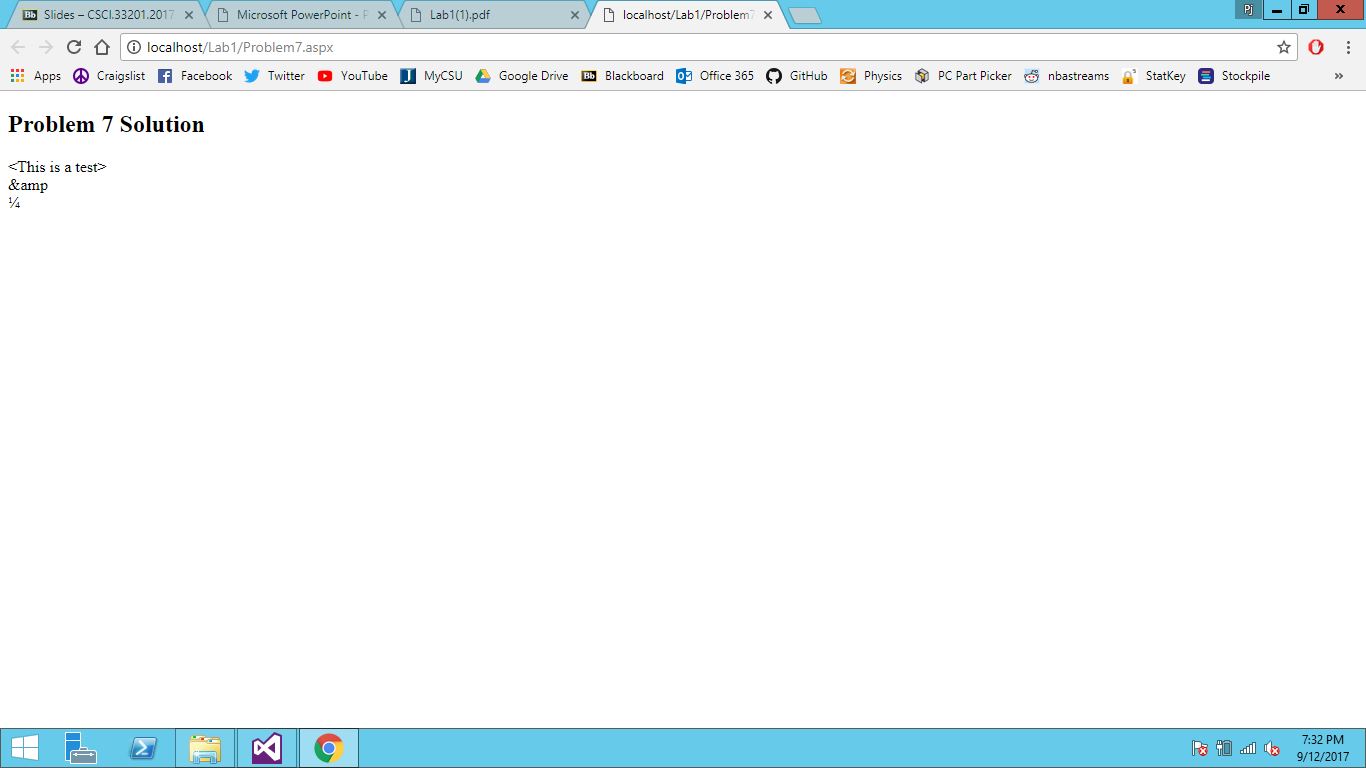 Slides – CSCI.33201.2017
Microsoft PowerPoint - P
Lab1(1).pdf
localhost/Lab1/Problem7
Pj
localhost/Lab1/Problem7.aspx
Apps
Craigslist
Facebook
Twitter
YouTube
MyCSU
Google Drive
Blackboard
Office 365
GitHub
Physics
PC Part Picker
nbastreams
StatKey
Stockpile
»
Problem 7 Solution
<This is a test>
&amp
¼
7:32 PM
9/12/2017